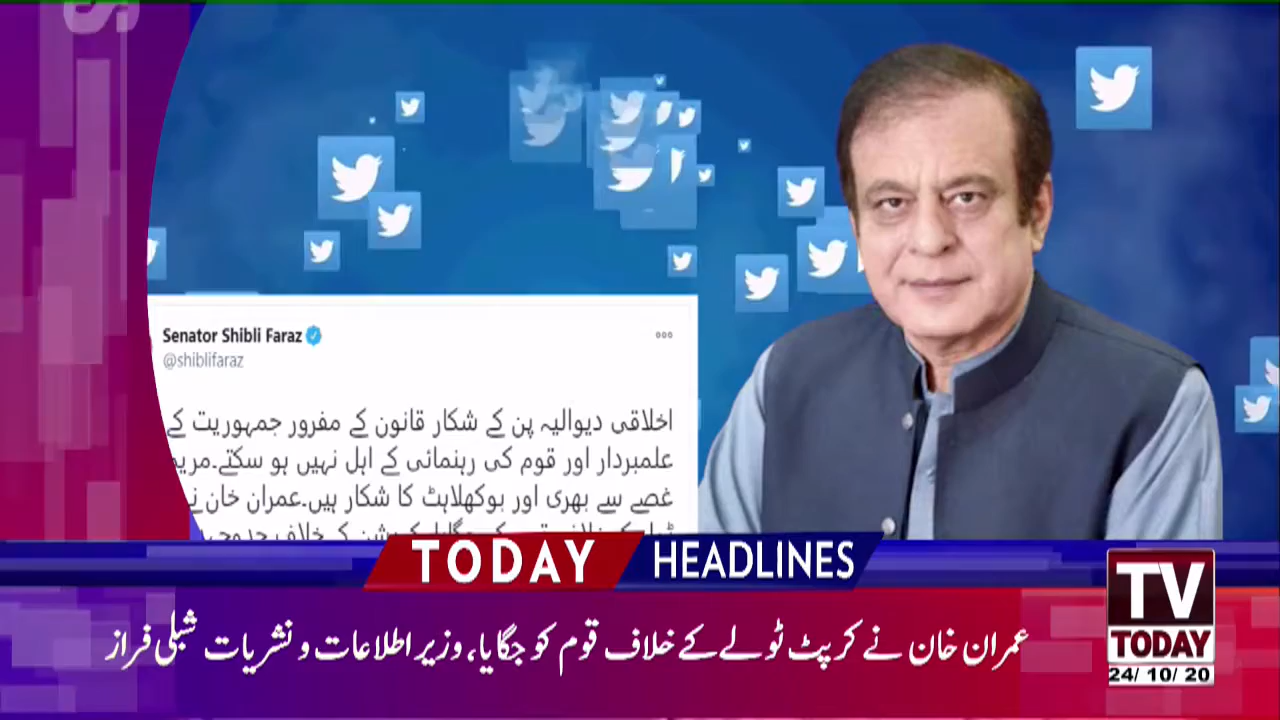 Senator Shibli Faraz
@shiblifaraz
اخلاقی دیوالیہ پن کے شکار قانون کے مفرور جمہوریت کے
علمبردار اور قوم کی رہنمائی کے اہل نہیں ہو سکتے۔مریم
غصے سے بھری اور بوکھلاہٹ کا شکار ہیں۔عمران خان نے
TODAY HEADLINES
عمران خان نے کرپٹ ٹولے کے خلاف قوم کو جگایا، وزیر اطلاعات و نشریات شبلی فراز
TV
TODAY
24/ 10/ 20